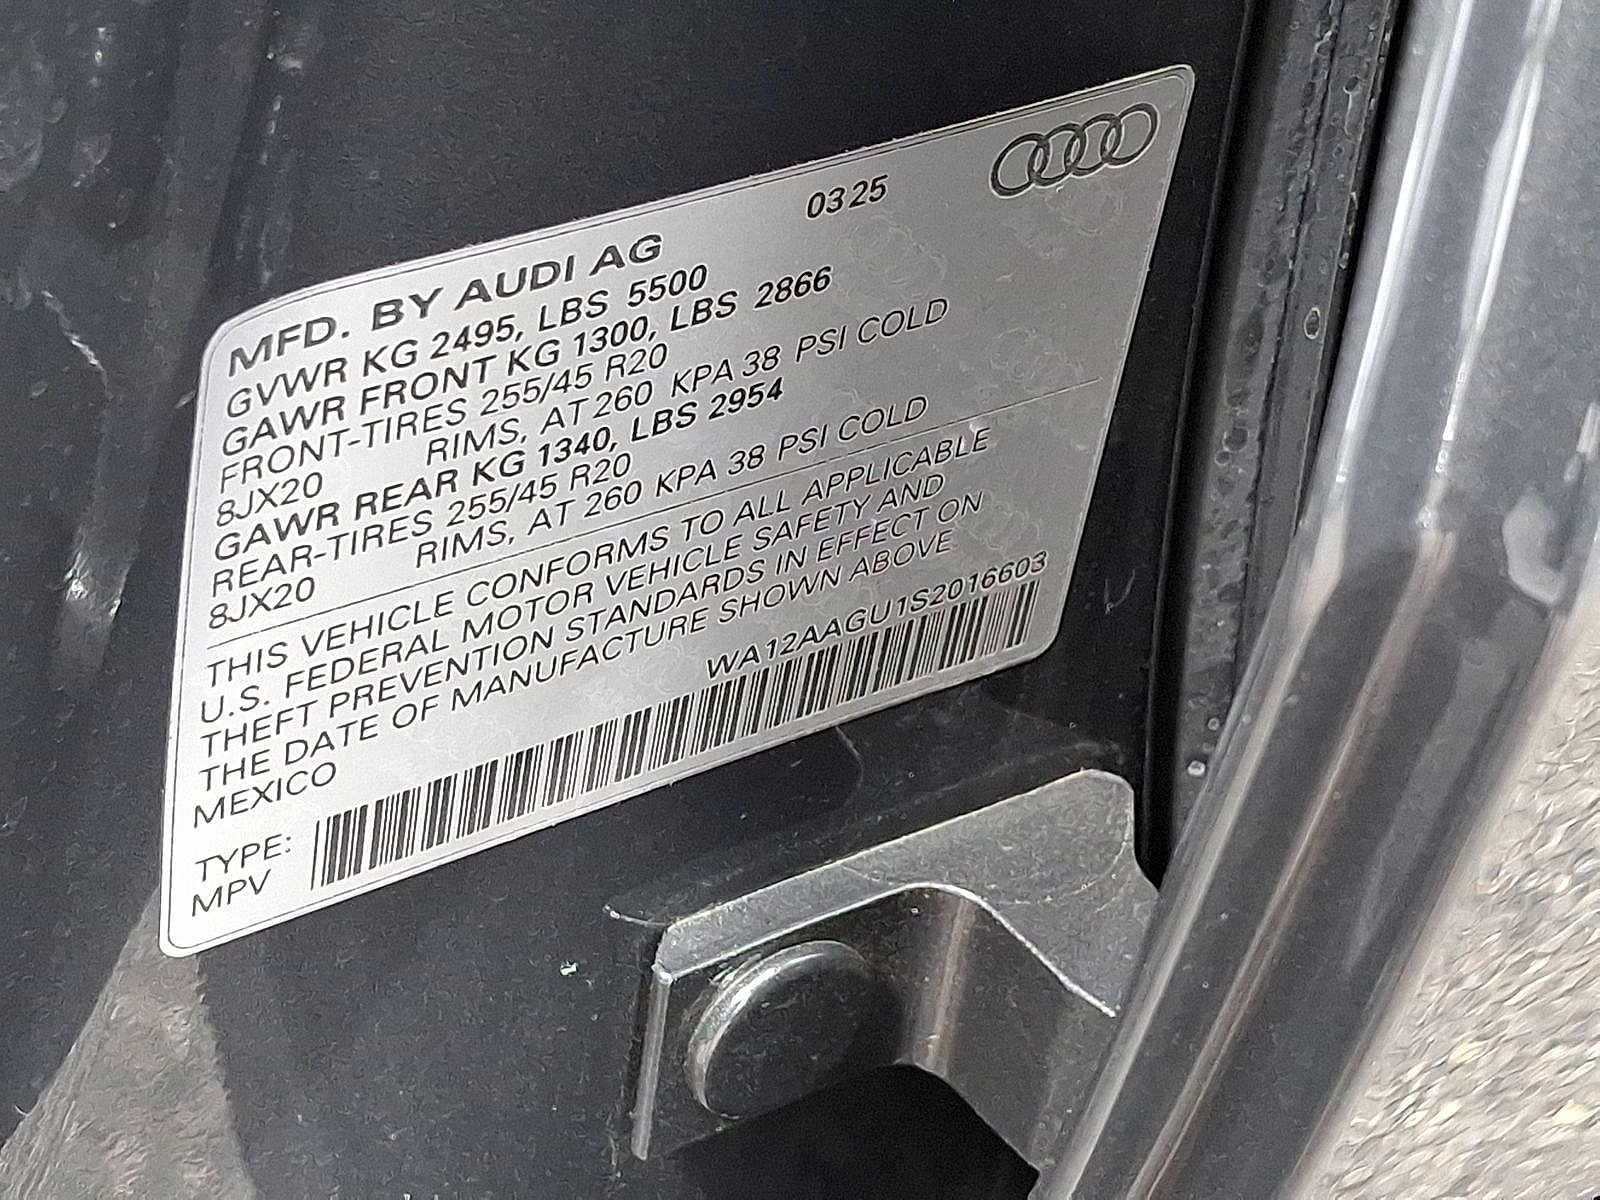 0325
MFD. BY AUDI AG
GVWR KG 2495, LBS 5500
GAWR FRONT KG 1300, LBS 2866
FRONT-TIRES 255/45 R20
8JX20 RIMS, AT 260 KPA 38 PSI COLD
GAWR REAR KG 1340, LBS 2954
REAR-TIRES 255/45 R20
8JX20 RIMS, AT 260 KPA 38 PSI COLD
THIS VEHICLE CONFORMS TO ALL APPLICABLE
U.S. FEDERAL MOTOR VEHICLE SAFETY AND
THEFT PREVENTION STANDARDS IN EFFECT ON
THE DATE OF MANUFACTURE SHOWN ABOVE
MEXICO
WA12AAGU1S2016603
TYPE:
MPV